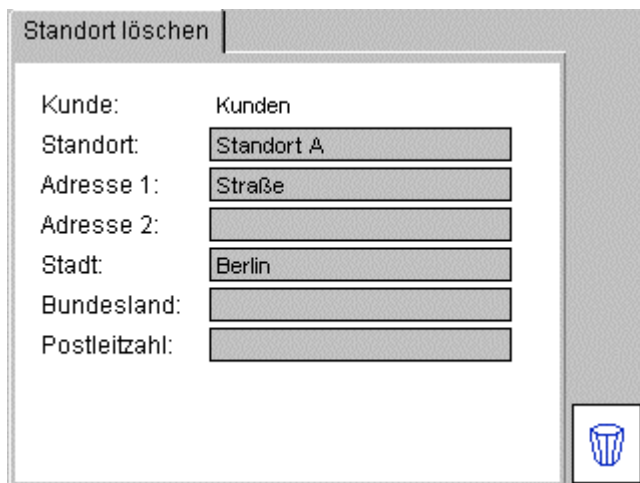 Standort löschen
Kunde: Kunden
Standort: Standort A
Adresse 1: Straße
Adresse 2:
Stadt: Berlin
Bundesland:
Postleitzahl: